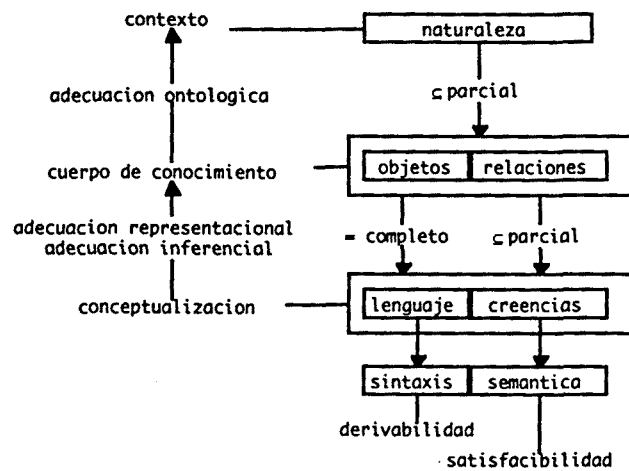 contexto
naturaleza
adecuacion ontologica
⊆ parcial
cuerpo de conocimiento
objetos relaciones
adecuacion representacional
adecuacion inferencial
= completo ⊆ parcial
conceptualizacion
lenguaje creencias
sintaxis semantica
derivabilidad
satisfacibilidad